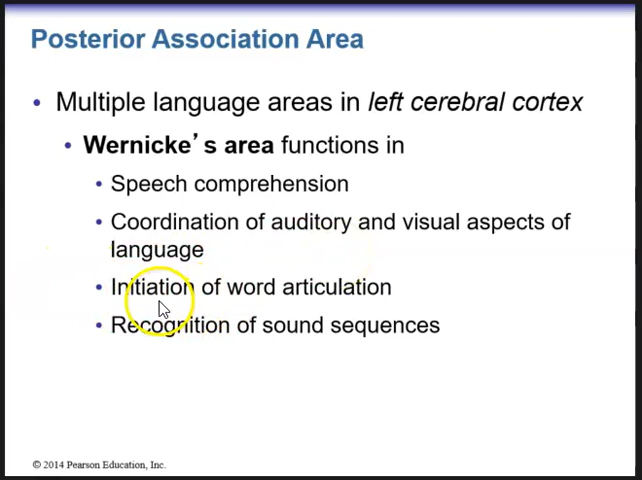 Posterior Association Area
• Multiple language areas in left cerebral cortex
• Wernicke's area functions in
• Speech comprehension
• Coordination of auditory and visual aspects of
language
• Initiation of word articulation
• Recognition of sound sequences
© 2014 Pearson Education, Inc.